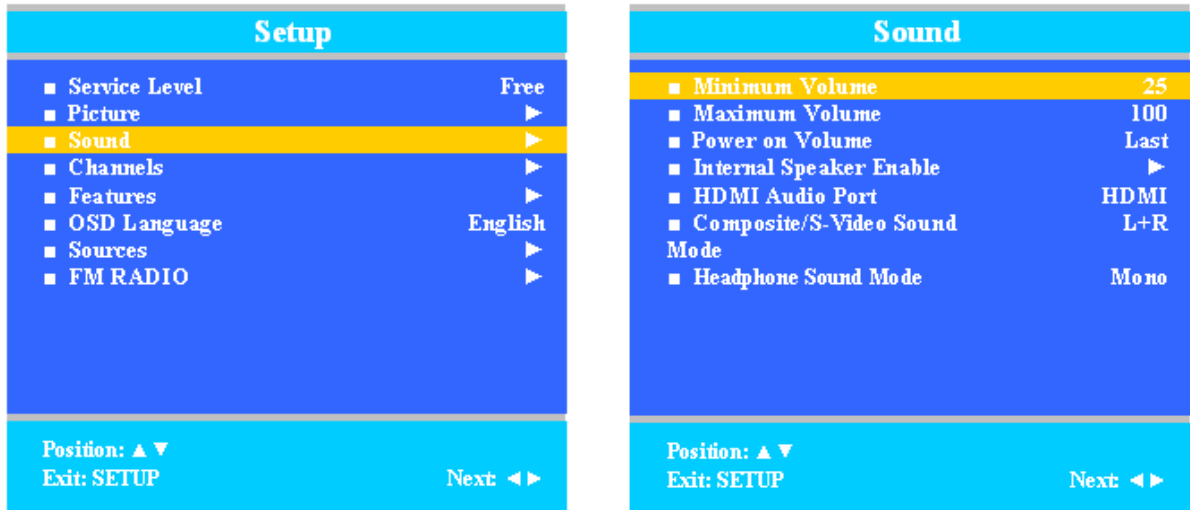 Setup
■ Service Level Free
■ Picture ▶
■ Sound ▶
■ Channels ▶
■ Features ▶
■ OSD Language English
■ Sources ▶
■ FM RADIO ▶
Position: ▲ ▼
Exit: SETUP Next: ◀ ▶
Sound
■ Minimum Volume 25
■ Maximum Volume 100
■ Power on Volume Last
■ Internal Speaker Enable ▶
■ HDMI Audio Port HDMI
■ Composite/S-Video Sound L+R
Mode
■ Headphone Sound Mode Mono
Position: ▲ ▼
Exit: SETUP Next: ◀ ▶